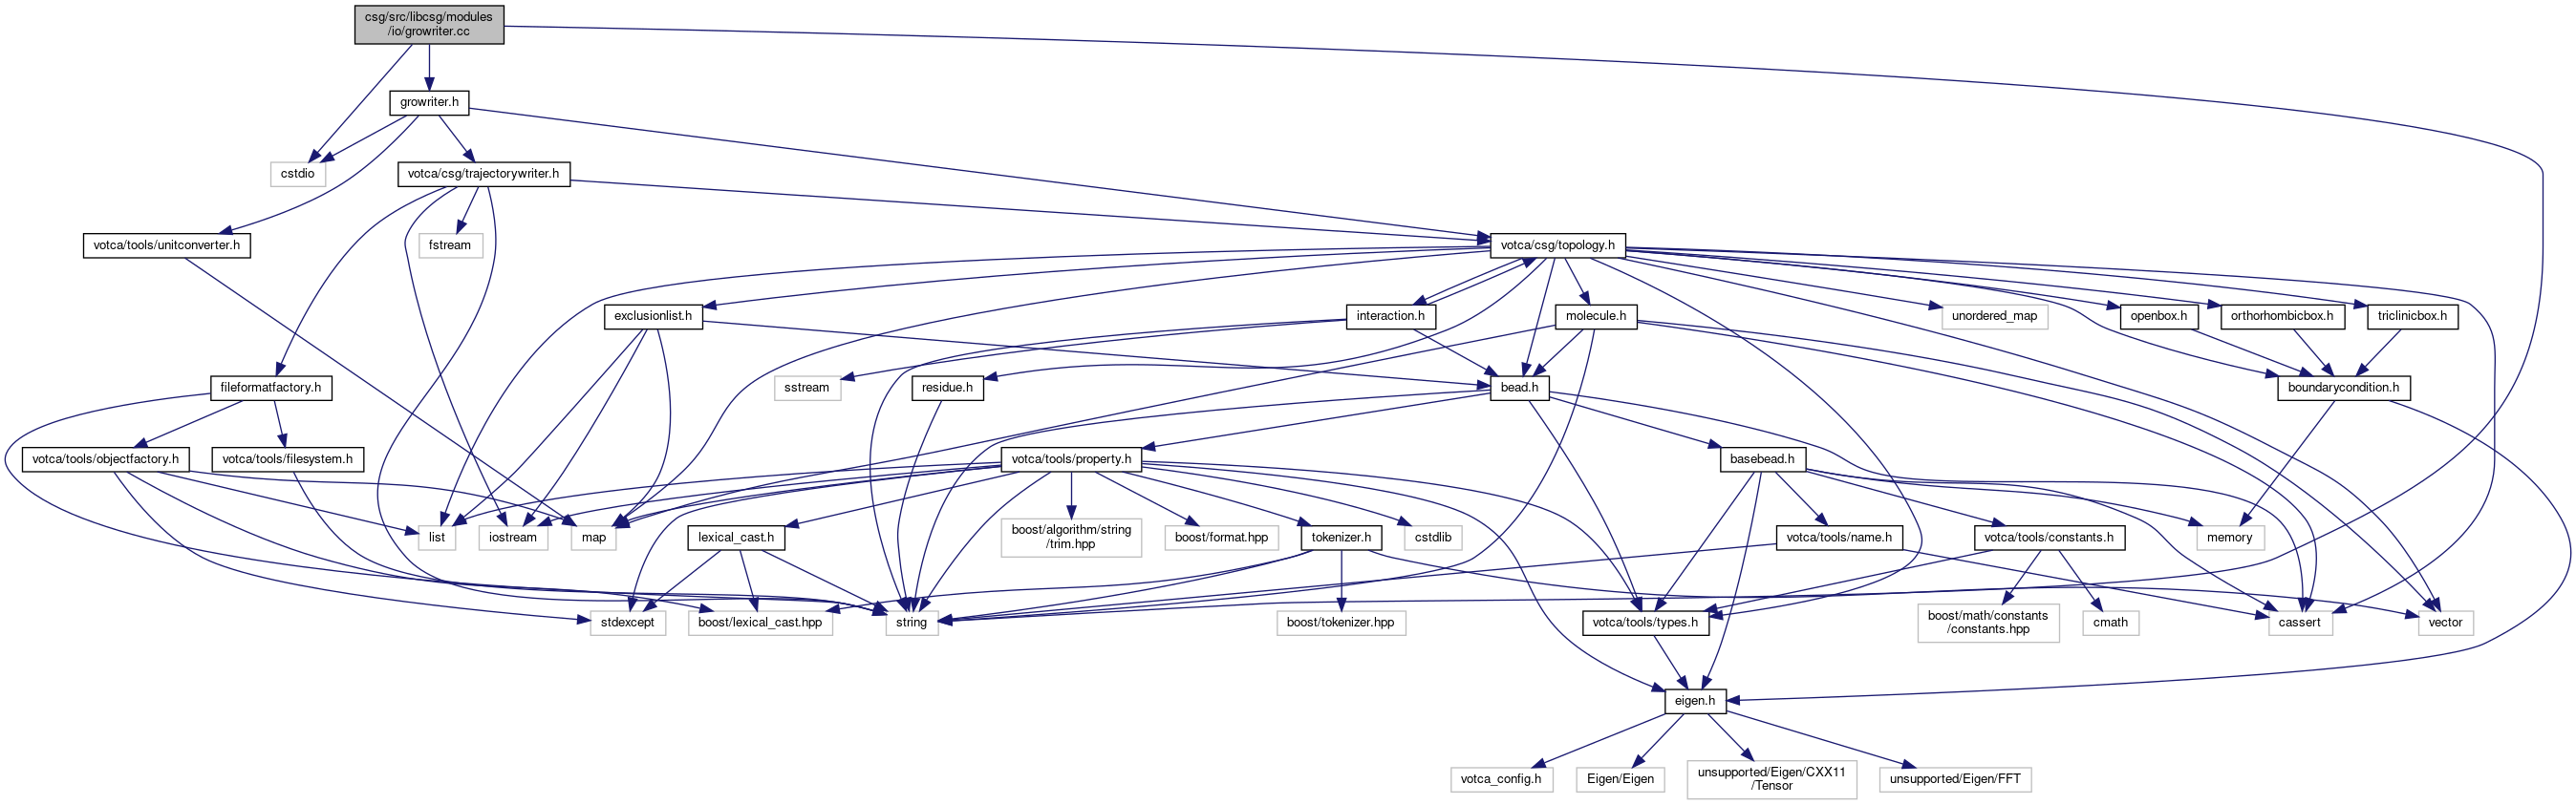 csg/src/libcsg/modules
/io/growriter.cc
growriter.h
cstdio
votca/csg/trajectorywriter.h
votca/tools/unitconverter.h
fstream
votca/csg/topology.h
exclusionlist.h
interaction.h
molecule.h
unordered_map
openbox.h
orthorhombicbox.h
triclinicbox.h
fileformatfactory.h
sstream
residue.h
bead.h
boundarycondition.h
votca/tools/objectfactory.h
votca/tools/filesystem.h
votca/tools/property.h
basebead.h
list
iostream
map
lexical_cast.h
boost/algorithm/string
/trim.hpp
boost/format.hpp
tokenizer.h
cstdlib
votca/tools/name.h
votca/tools/constants.h
memory
stdexcept
boost/lexical_cast.hpp
string
boost/tokenizer.hpp
votca/tools/types.h
boost/math/constants
/constants.hpp
cmath
cassert
vector
eigen.h
votca_config.h
Eigen/Eigen
unsupported/Eigen/CXX11
/Tensor
unsupported/Eigen/FFT